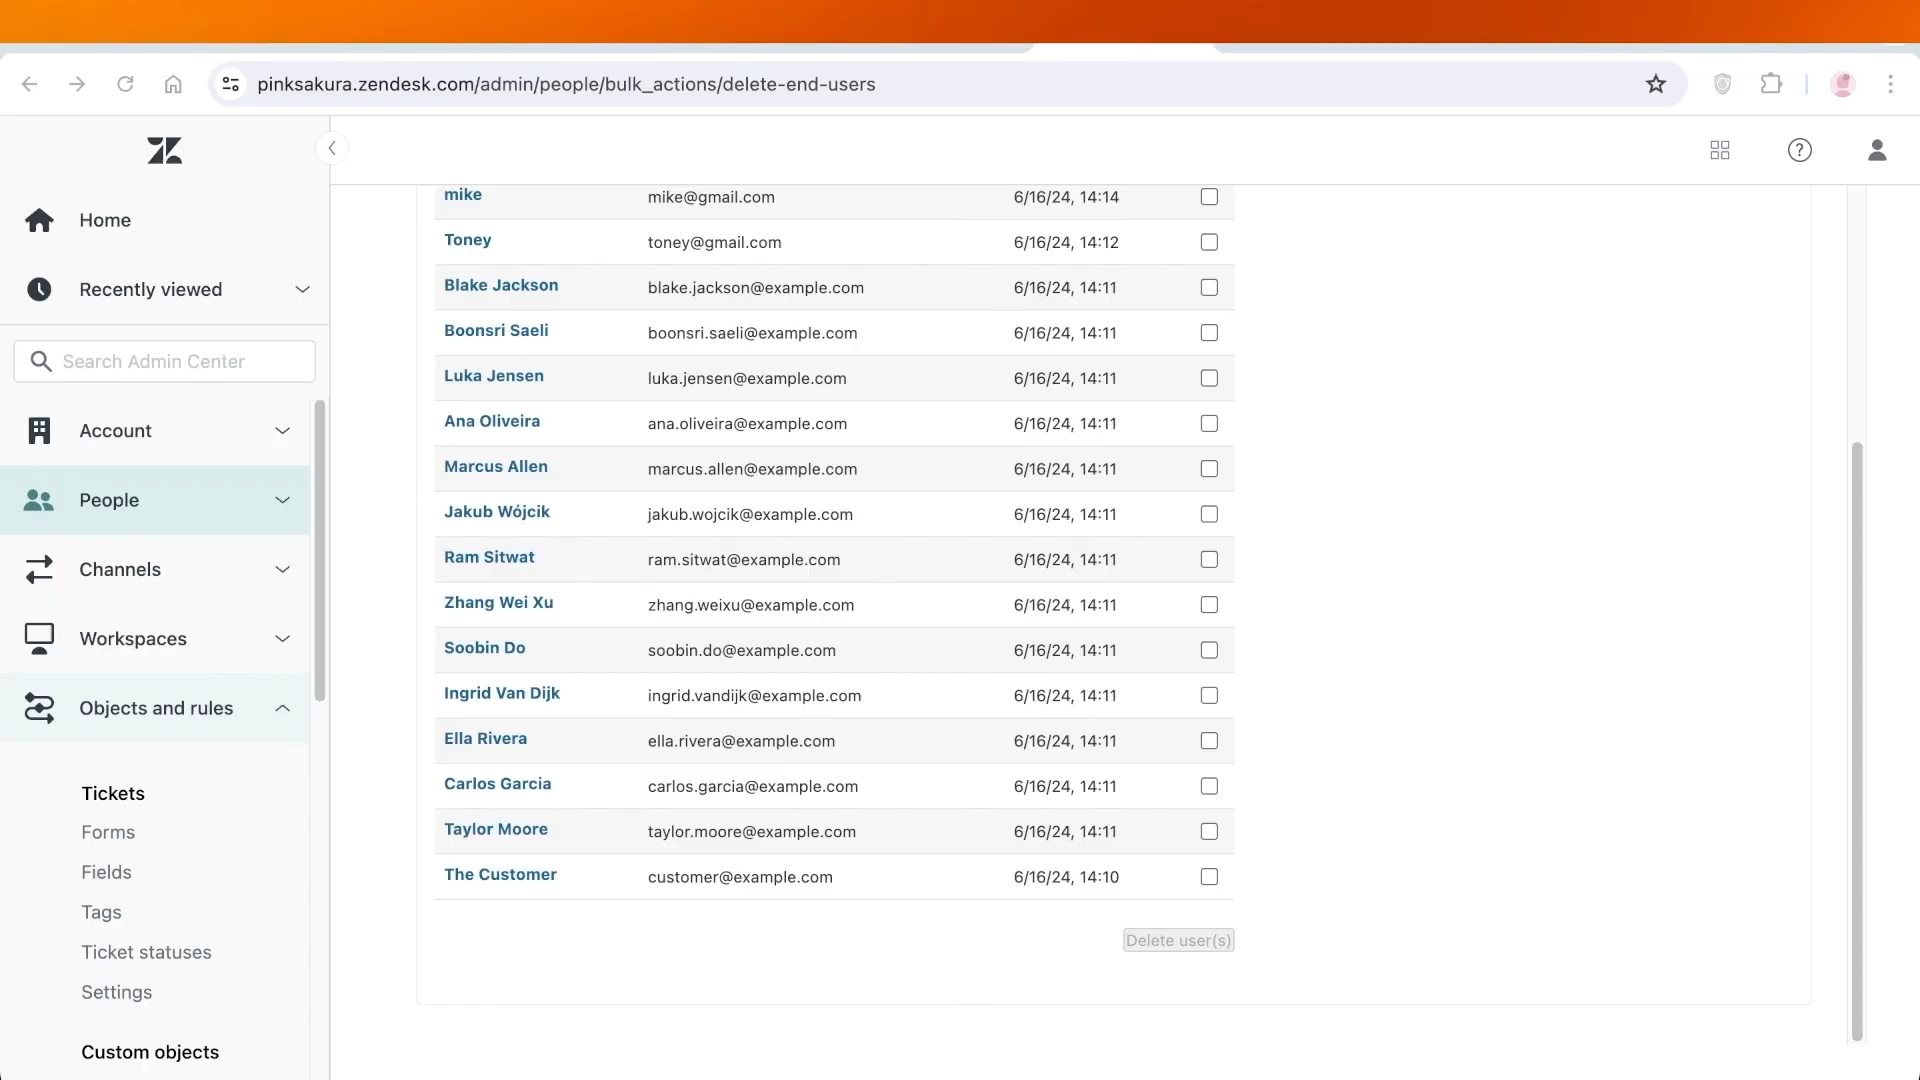 pinksakura.zendesk.com/admin/people/bulk_actions/delete-end-users
Home
Recently viewed
Search Admin Center
Account
People
Channels
Workspaces
Objects and rules
Tickets
Forms
Fields
Tags
Ticket statuses
Settings
Custom objects
mike mike@gmail.com 6/16/24, 14:14
Toney toney@gmail.com 6/16/24, 14:12
Blake Jackson blake.jackson@example.com 6/16/24, 14:11
Boonsri Saeli boonsri.saeli@example.com 6/16/24, 14:11
Luka Jensen luka.jensen@example.com 6/16/24, 14:11
Ana Oliveira ana.oliveira@example.com 6/16/24, 14:11
Marcus Allen marcus.allen@example.com 6/16/24, 14:11
Jakub Wójcik jakub.wojcik@example.com 6/16/24, 14:11
Ram Sitwat ram.sitwat@example.com 6/16/24, 14:11
Zhang Wei Xu zhang.weixu@example.com 6/16/24, 14:11
Soobin Do soobin.do@example.com 6/16/24, 14:11
Ingrid Van Dijk ingrid.vandijk@example.com 6/16/24, 14:11
Ella Rivera ella.rivera@example.com 6/16/24, 14:11
Carlos Garcia carlos.garcia@example.com 6/16/24, 14:11
Taylor Moore taylor.moore@example.com 6/16/24, 14:11
The Customer customer@example.com 6/16/24, 14:10
Delete user(s)